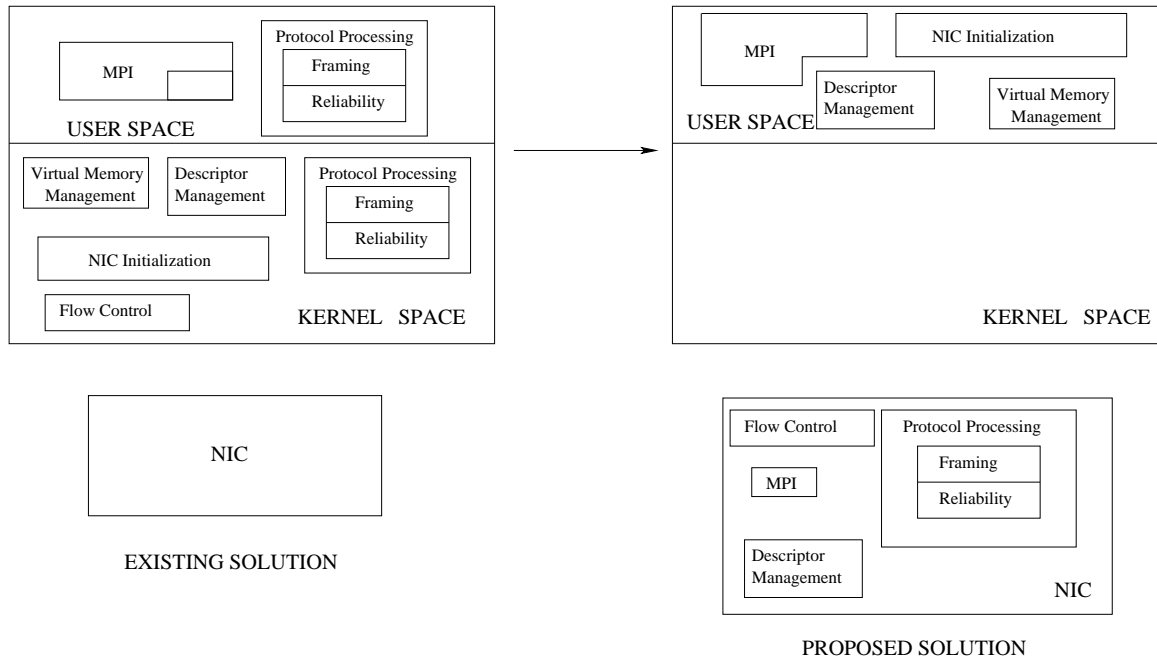 Protocol Processing
MPI
Framing
Reliability
USER SPACE
Virtual Memory
Management
Descriptor
Management
Protocol Processing
Framing
Reliability
NIC Initialization
Flow Control
KERNEL SPACE
NIC
EXISTING SOLUTION
MPI
NIC Initialization
Descriptor
Management
Virtual Memory
Management
USER SPACE
KERNEL SPACE
Flow Control
Protocol Processing
Framing
MPI
Reliability
Descriptor
Management
NIC
PROPOSED SOLUTION